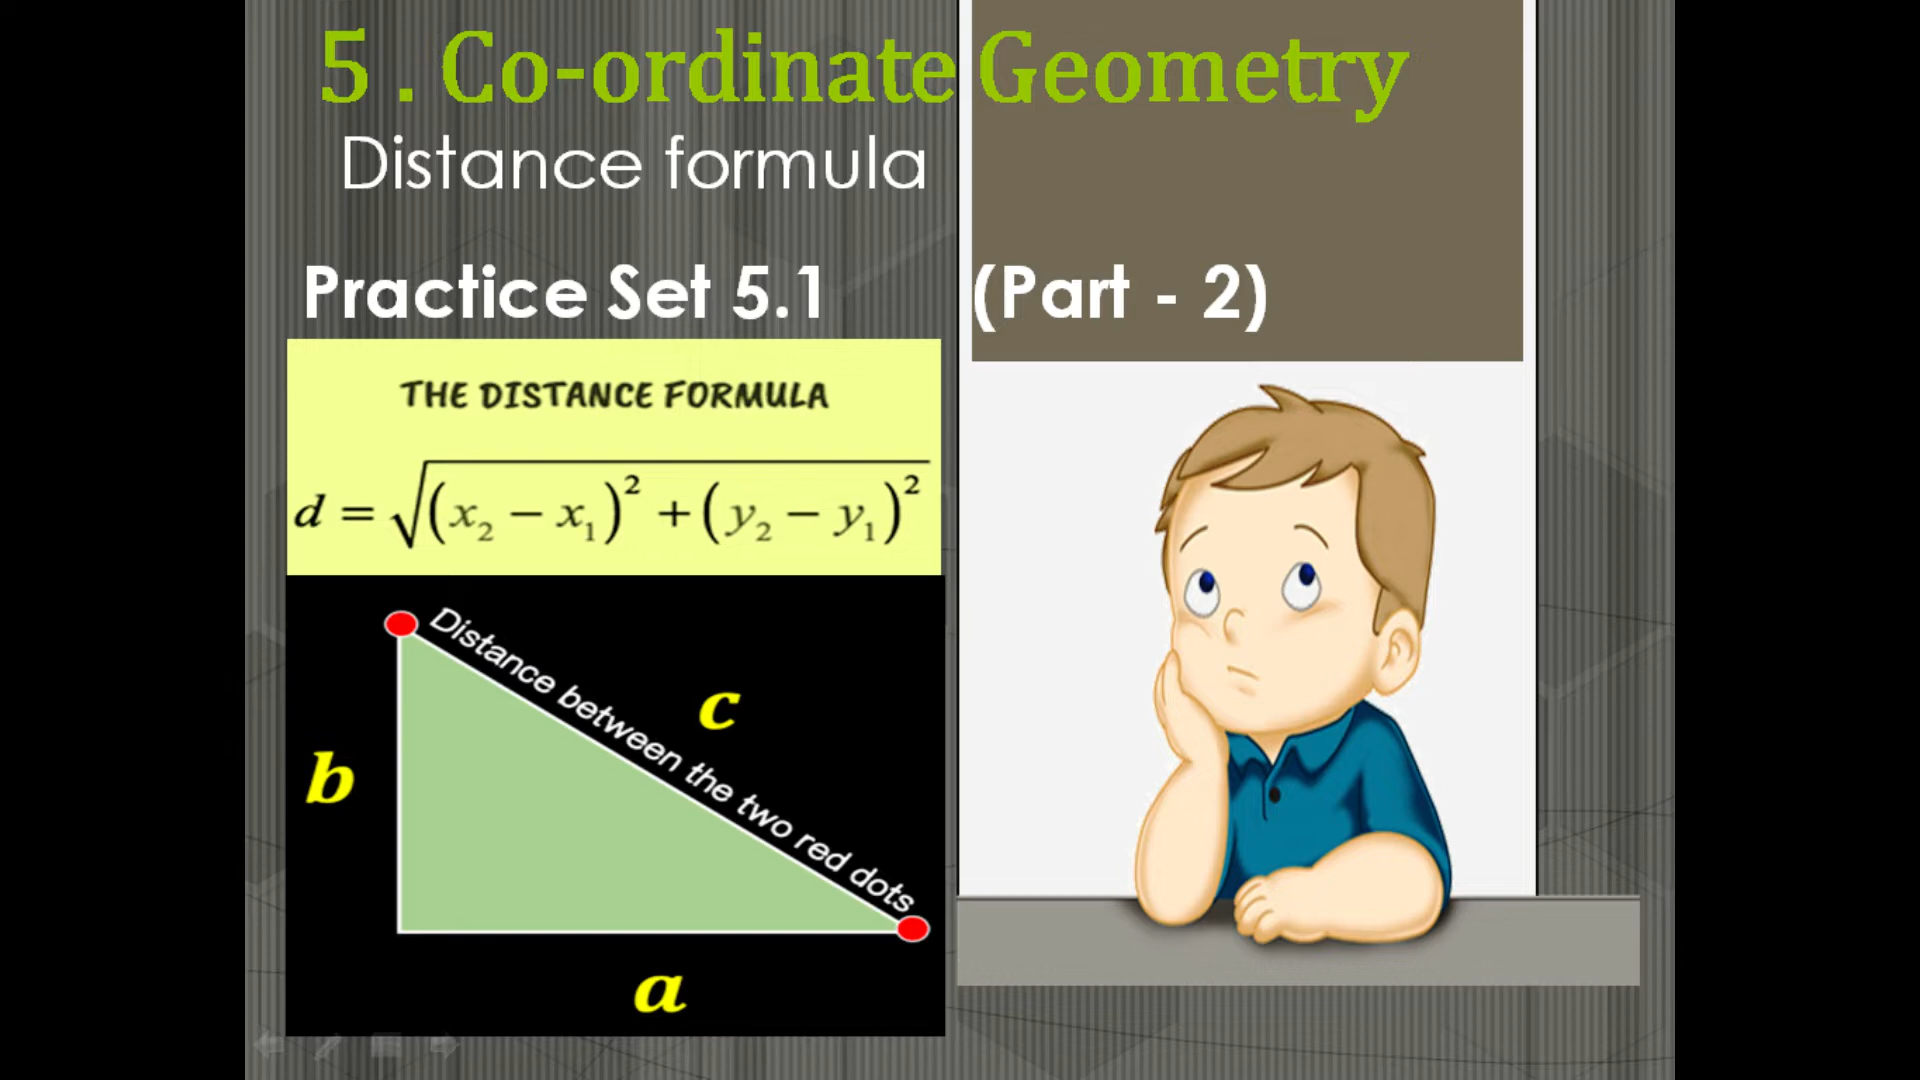 5 . Co-ordinate Geometry
Distance formula
Practice Set 5.1 (Part - 2)
THE DISTANCE FORMULA
d = √(x₂ − x₁)² + (y₂ − y₁)²
Distance between the two red dots
c
b
a